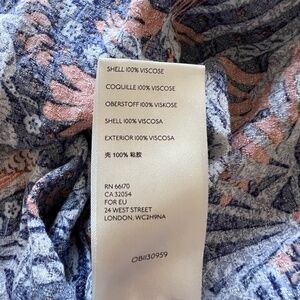 SHELL 100% VISCOSE
COQUILLE 100% VISCOSE
OBERSTOFF 100% VISKOSE
SHELL 100% VISCOSA
EXTERIOR 100% VISCOSA
壳 100% 粘胶
RN 66170
CA 32054
FOR EU
24 WEST STREET
LONDON, WC2H9NA
OB1130959